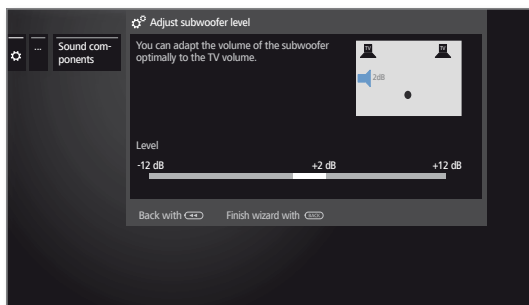 Adjust subwoofer level
...
Sound com-
ponents
You can adapt the volume of the subwoofer
optimally to the TV volume.
TV TV
2dB
Level
-12 dB +2 dB +12 dB
Back with Finish wizard with BACK